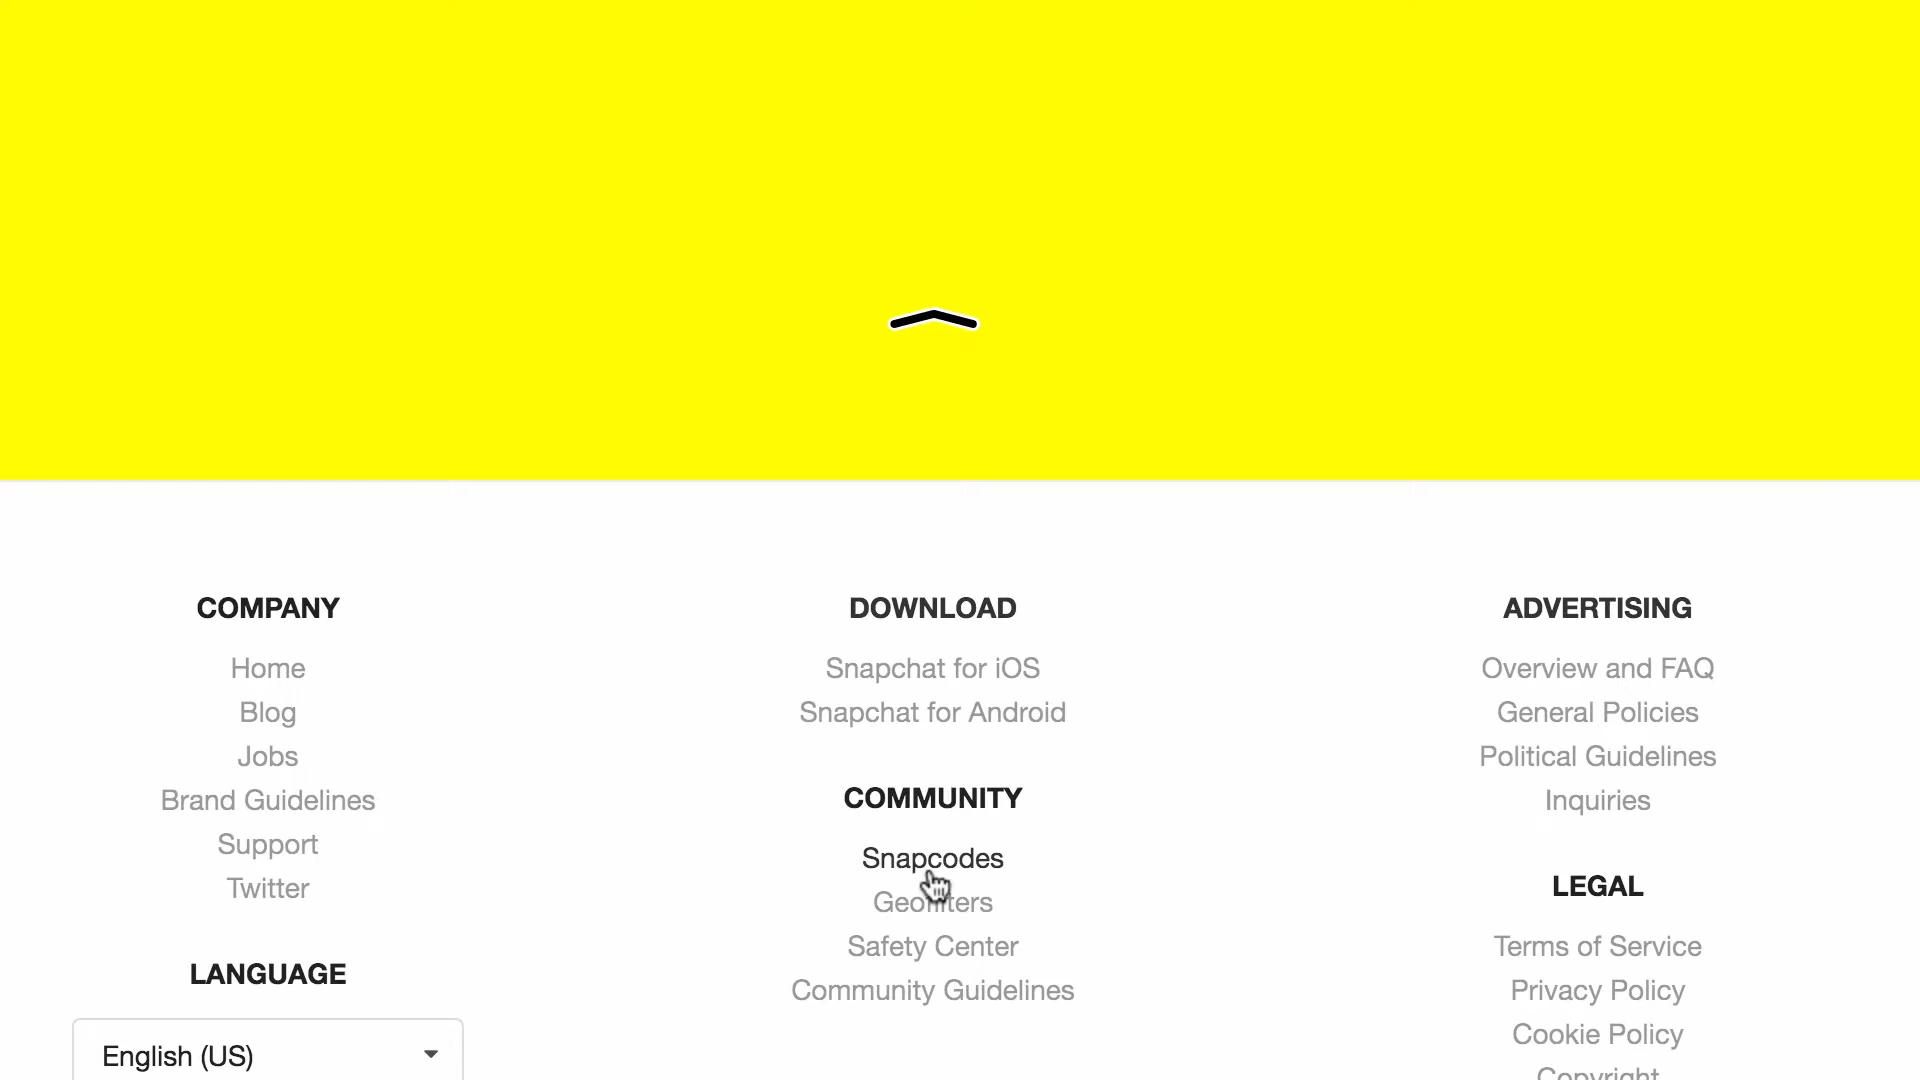 COMPANY
Home
Blog
Jobs
Brand Guidelines
Support
Twitter
LANGUAGE
English (US)
DOWNLOAD
Snapchat for iOS
Snapchat for Android
COMMUNITY
Snapcodes
Geofilters
Safety Center
Community Guidelines
ADVERTISING
Overview and FAQ
General Policies
Political Guidelines
Inquiries
LEGAL
Terms of Service
Privacy Policy
Cookie Policy
Copyright